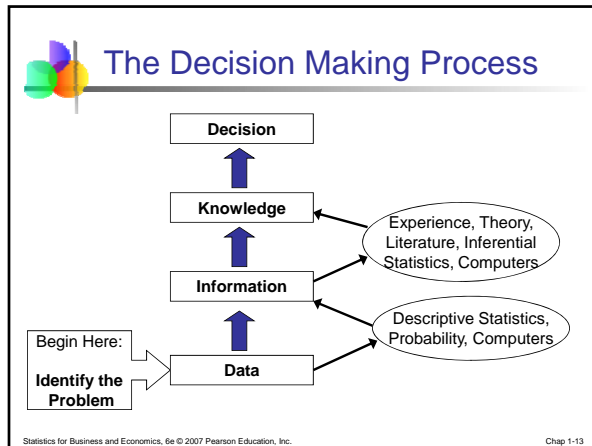 The Decision Making Process
Decision
Knowledge
Experience, Theory,
Literature, Inferential
Statistics, Computers
Information
Descriptive Statistics,
Probability, Computers
Begin Here:
Identify the
Problem
Data
Statistics for Business and Economics, 6e © 2007 Pearson Education, Inc.
Chap 1-13